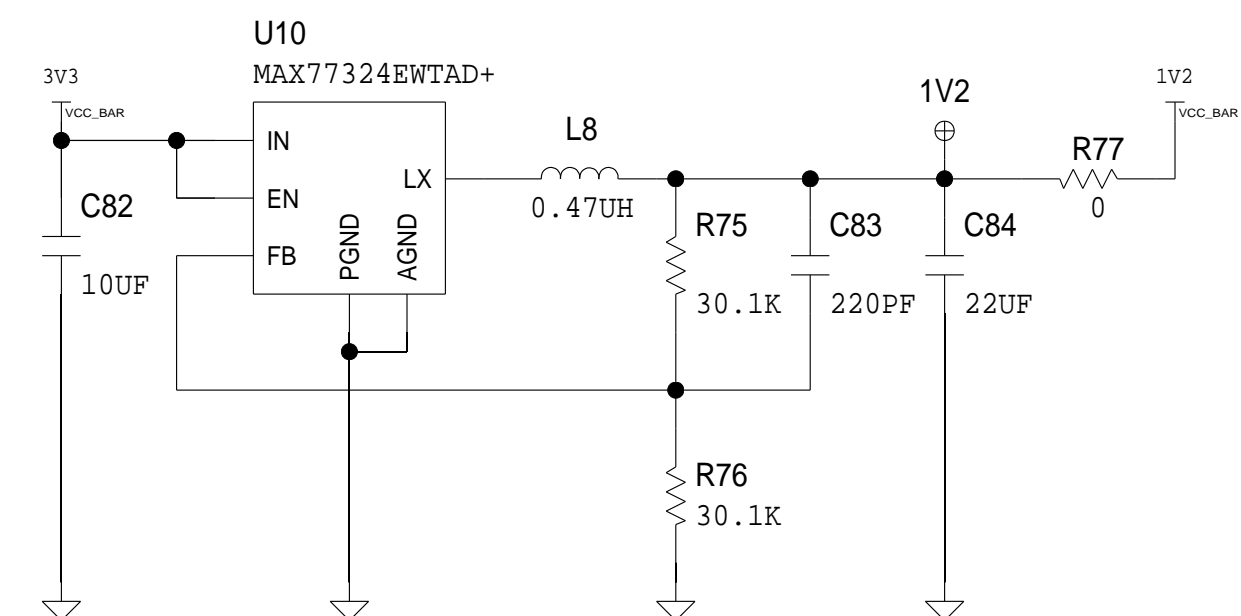 U10
MAX77324EWTAD+
3V3
VCC_BAR
1V2
1V2
VCC_BAR
IN
EN
FB
LX
PGND
AGND
L8
0.47UH
R77
0
C82
10UF
R75
30.1K
C83
220PF
C84
22UF
R76
30.1K